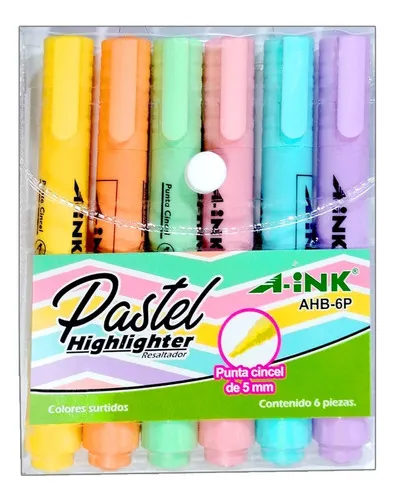 Punta Cincel
A-iNK
A-iNK
A-iNK
Pastel
Highlighter
Resaltador
A-iNK®
AHB-6P
Punta cincel
de 5 mm
Colores surtidos
Contenido 6 piezas.